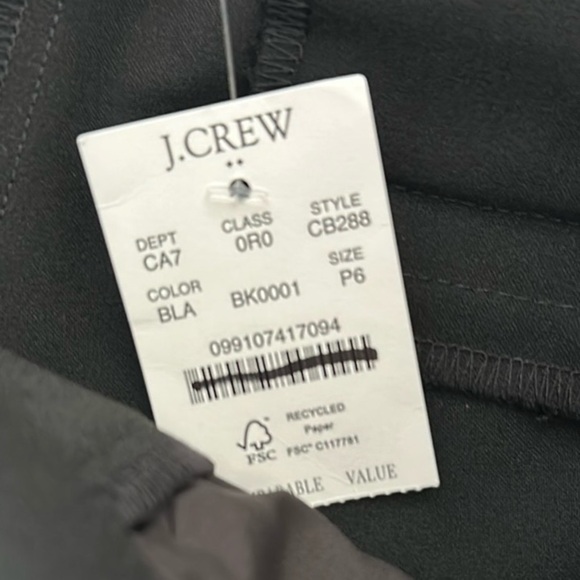 J.CREW
DEPT CLASS STYLE
CA7 0R0 CB288
COLOR SIZE
BLA BK0001 P6
099107417094
RECYCLED
Paper
FSC FSC® C117781
VALUE